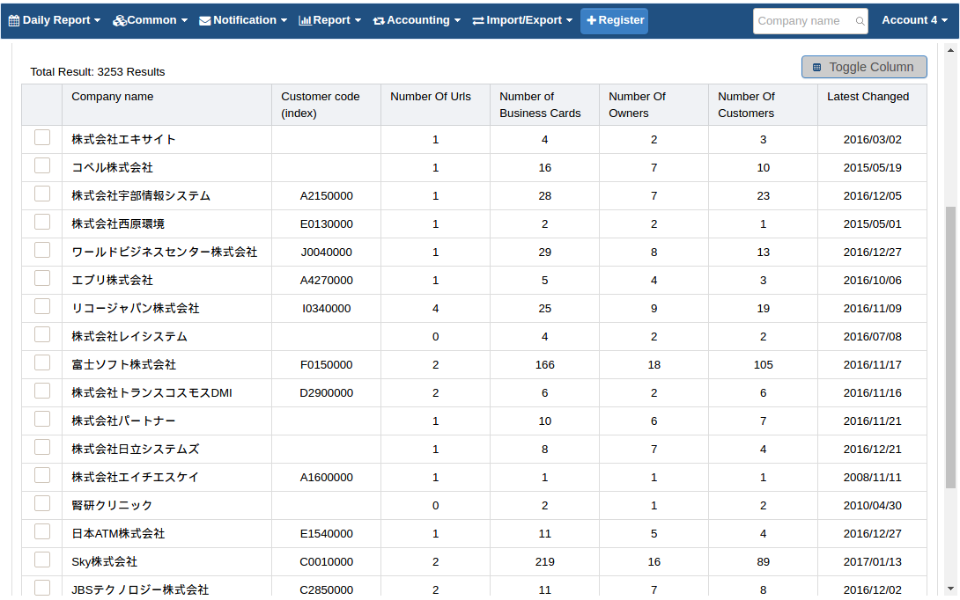 Daily Report Common Notification Report Accounting Import/Export Register Company name Account 4
Total Result: 3253 Results Toggle Column
Company name Customer code (index) Number Of Urls Number of Business Cards Number Of Owners Number Of Customers Latest Changed
株式会社エキサイト 1 4 2 3 2016/03/02
コベル株式会社 1 16 7 10 2015/05/19
株式会社宇部情報システム A2150000 1 28 7 23 2016/12/05
株式会社西原環境 E0130000 1 2 2 1 2015/05/01
ワールドビジネスセンター株式会社 J0040000 1 29 8 13 2016/12/27
エプリ株式会社 A4270000 1 5 4 3 2016/10/06
リコージャパン株式会社 I0340000 4 25 9 19 2016/11/09
株式会社レイシステム 0 4 2 2 2016/07/08
富士ソフト株式会社 F0150000 2 166 18 105 2016/11/17
株式会社トランスコスモスDMI D2900000 2 6 2 6 2016/11/16
株式会社パートナー 1 10 6 7 2016/11/21
株式会社日立システムズ 1 8 7 4 2016/12/21
株式会社エイチエスケイ A1600000 1 1 1 1 2008/11/11
腎研クリニック 0 2 1 2 2010/04/30
日本ATM株式会社 E1540000 1 11 5 4 2016/12/27
Sky株式会社 C0010000 2 219 16 89 2017/01/13
JBSテクノロジー株式会社 C2850000 2 11 7 8 2016/12/02